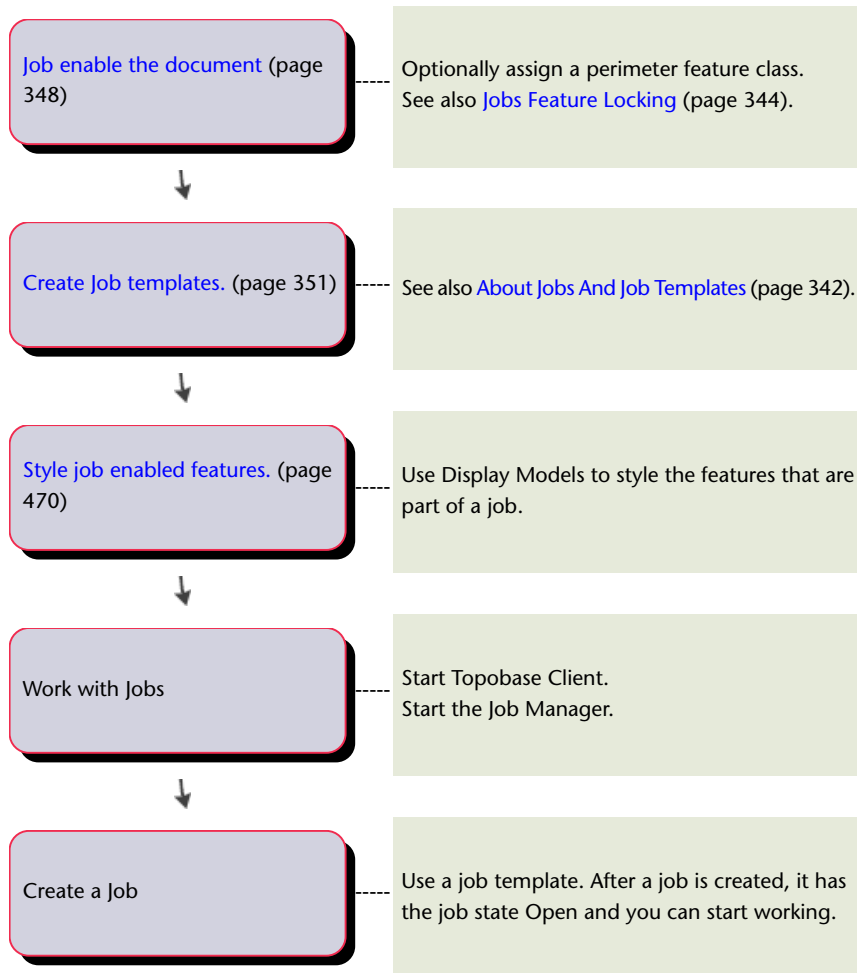 Job enable the document (page
348)
Optionally assign a perimeter feature class.
See also Jobs Feature Locking (page 344).
Create Job templates. (page 351)
See also About Jobs And Job Templates (page 342).
Style job enabled features. (page
470)
Use Display Models to style the features that are
part of a job.
Work with Jobs
Start Topobase Client.
Start the Job Manager.
Create a Job
Use a job template. After a job is created, it has
the job state Open and you can start working.